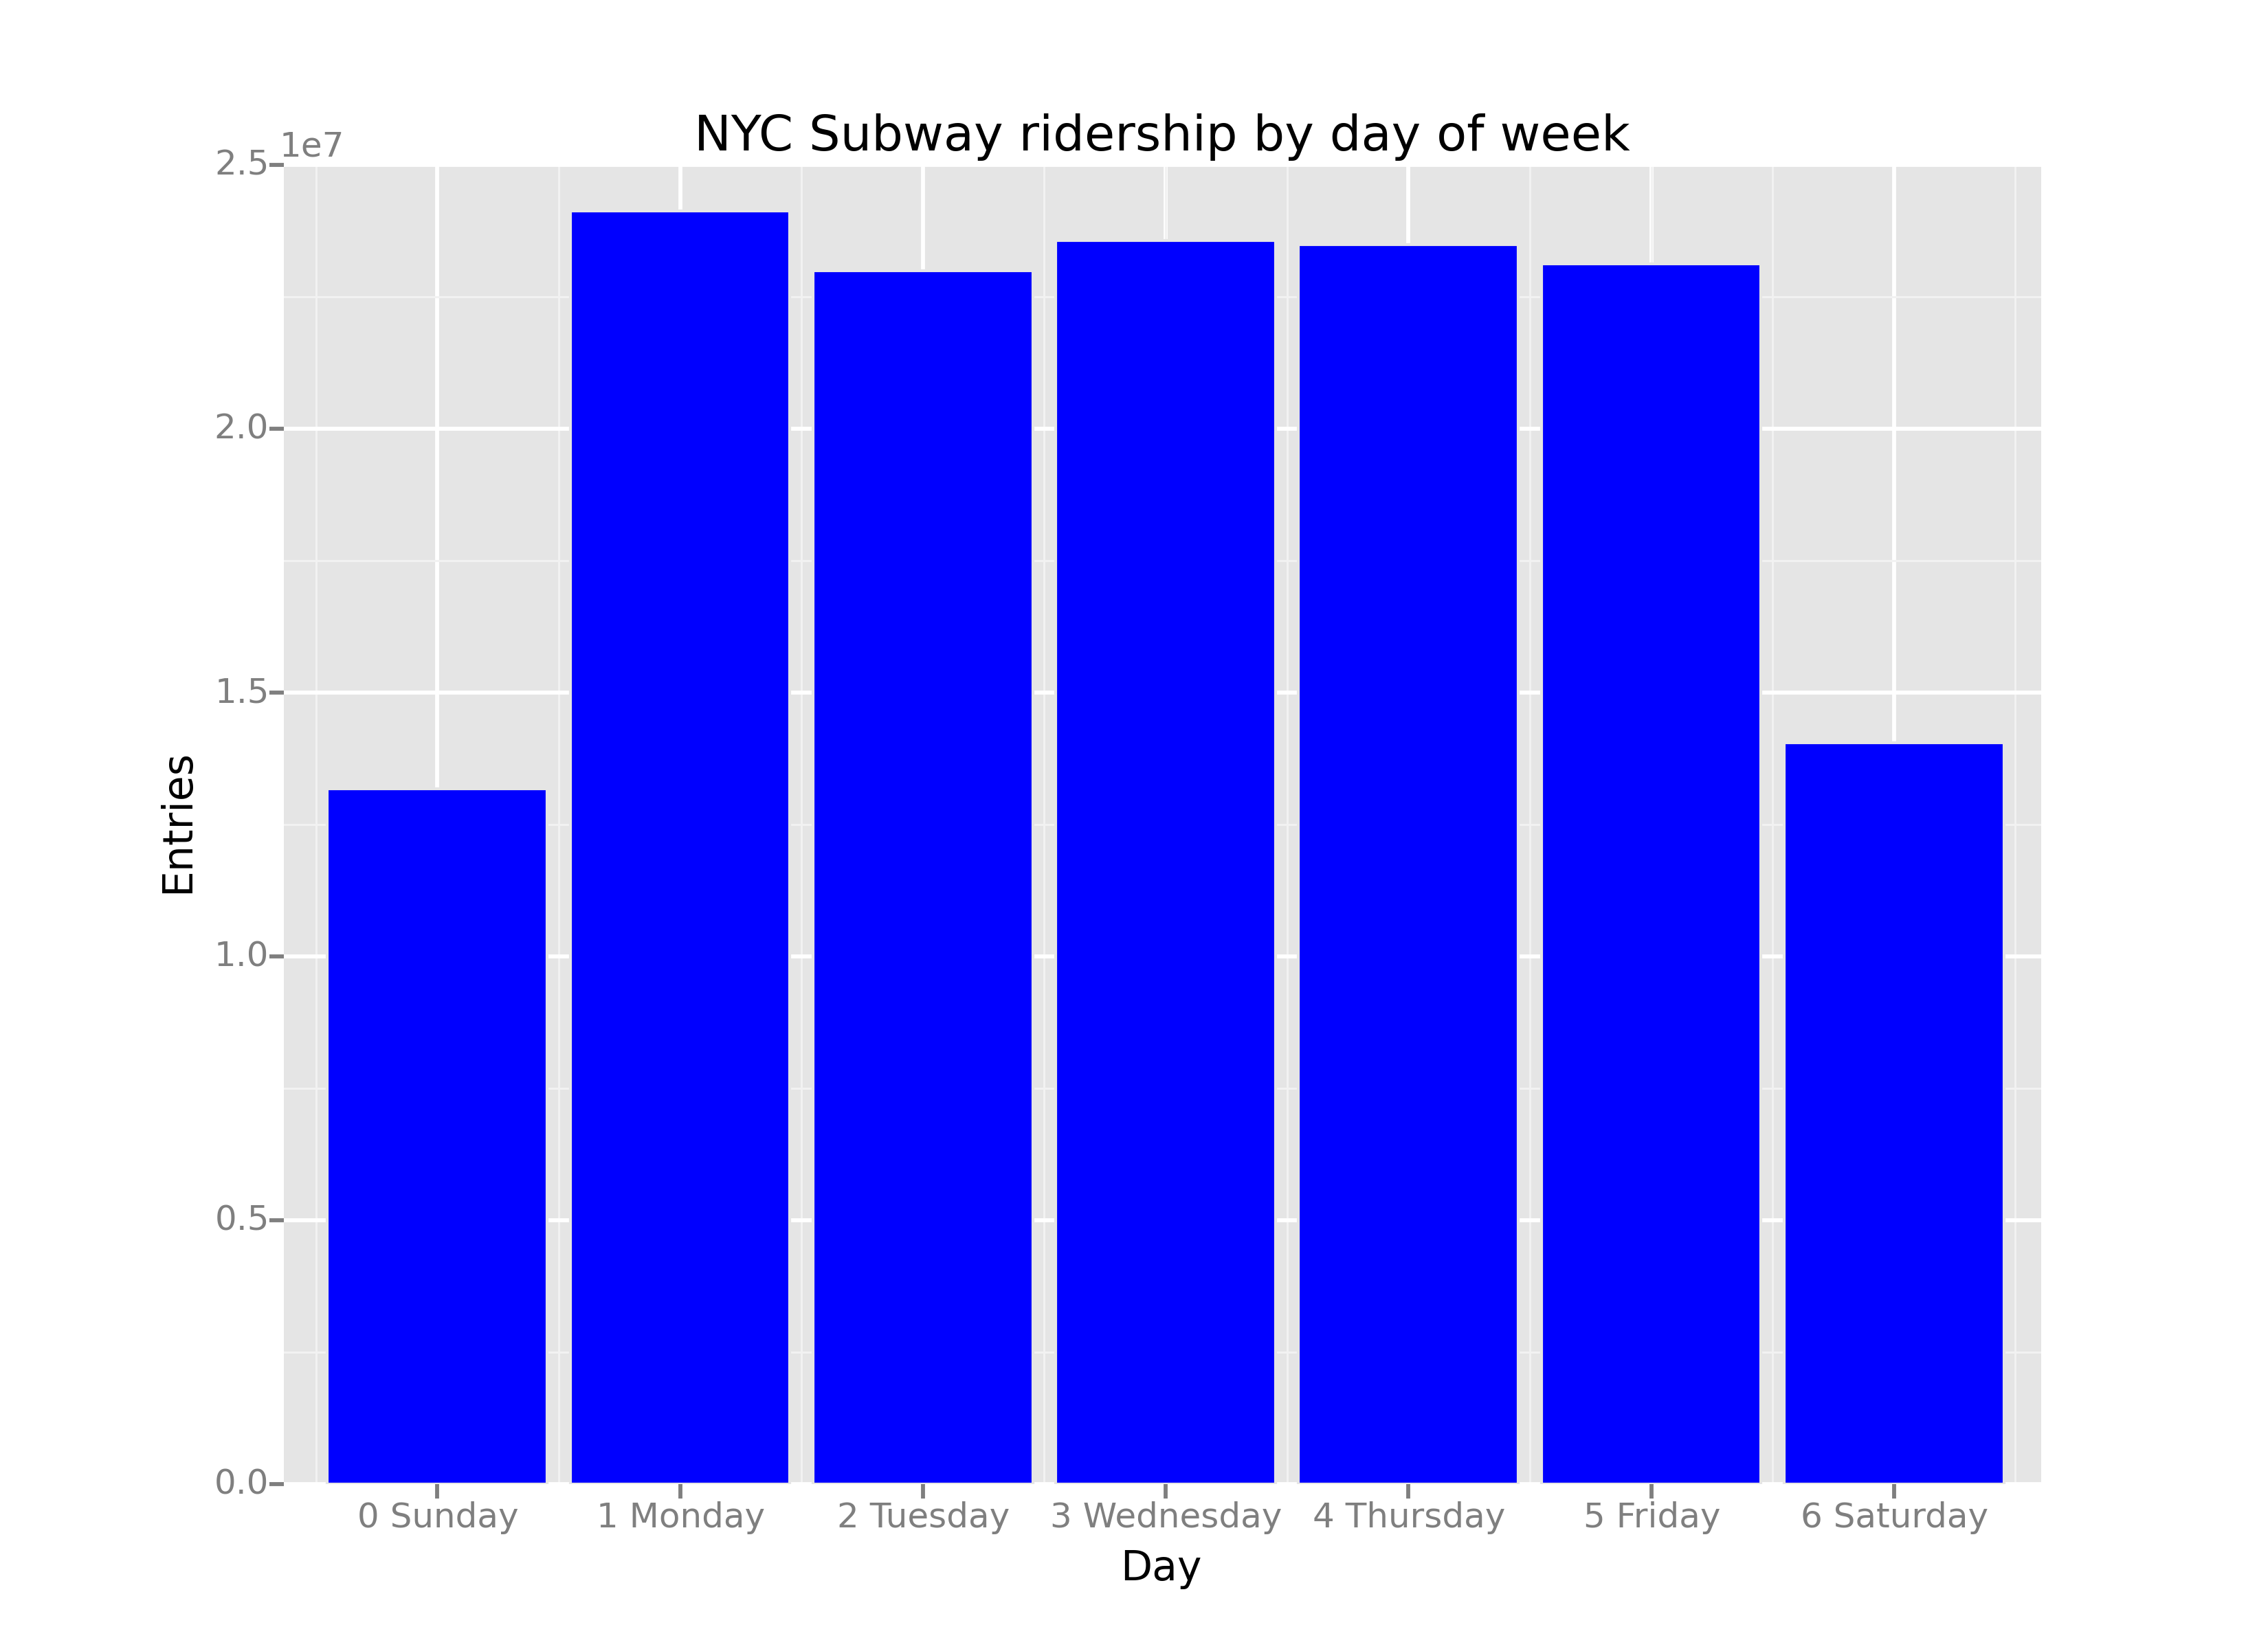 NYC Subway ridership by day of week
1e7
2.5
2.0
1.5
1.0
0.5
0.0
Entries
0 Sunday 1 Monday 2 Tuesday 3 Wednesday 4 Thursday 5 Friday 6 Saturday
Day